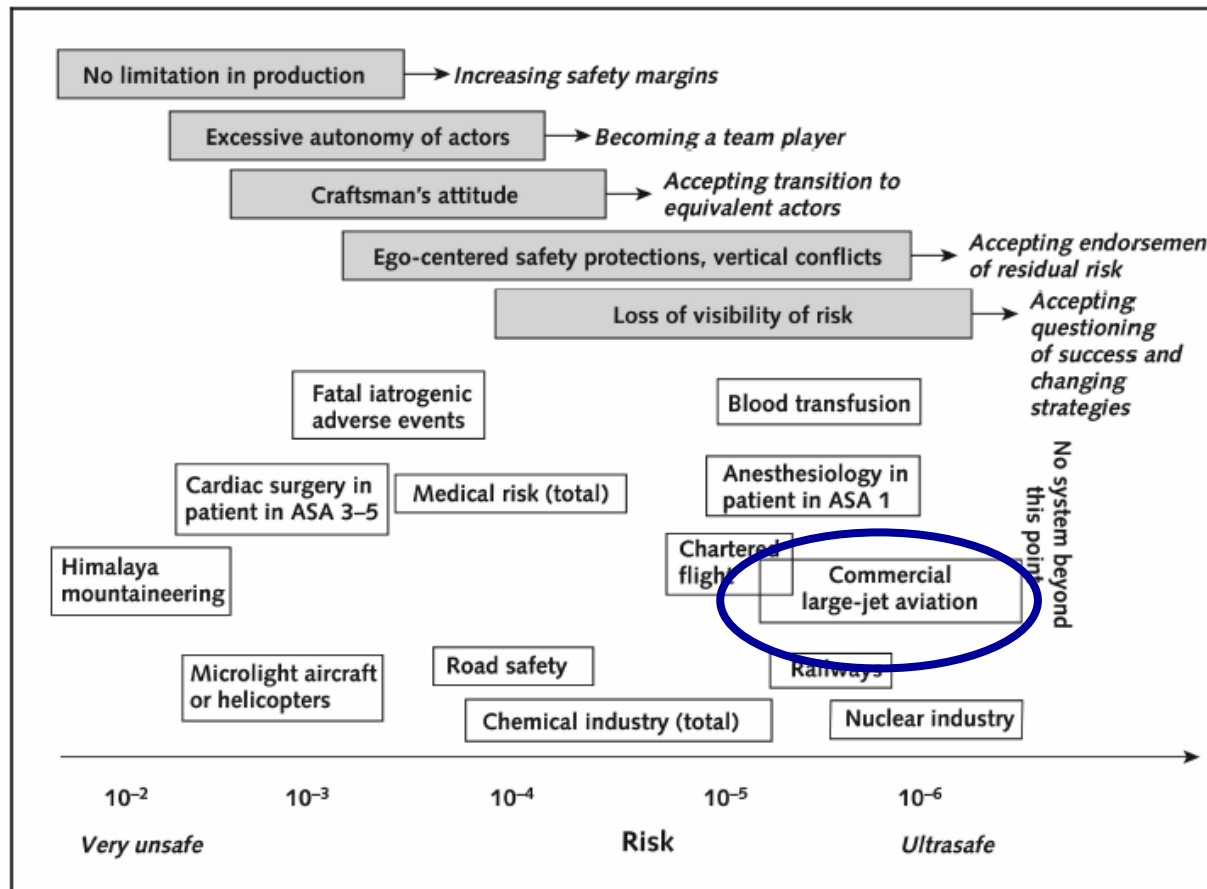 No limitation in production
Increasing safety margins
Excessive autonomy of actors
Becoming a team player
Craftsman's attitude
Accepting transition to
equivalent actors
Ego-centered safety protections, vertical conflicts
Accepting endorsemen
of residual risk
Loss of visibility of risk
Accepting
questioning
of success and
changing
strategies
Fatal iatrogenic
adverse events
Blood transfusion
Cardiac surgery in
patient in ASA 3–5
Medical risk (total)
Anesthesiology in
patient in ASA 1
No system beyond
this point
Himalaya
mountaineering
Chartered
flight
Commercial
large-jet aviation
Microlight aircraft
or helicopters
Road safety
Railways
Chemical industry (total)
Nuclear industry
10⁻² 10⁻³ 10⁻⁴ 10⁻⁵ 10⁻⁶
Very unsafe Risk Ultrasafe